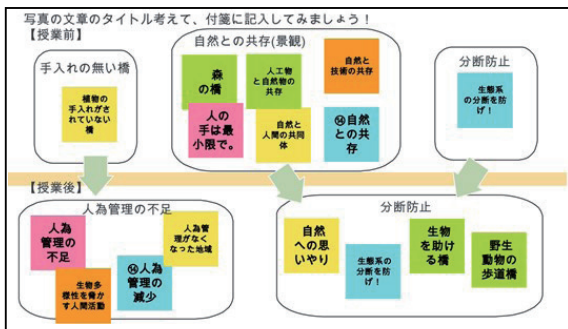 写真の文章のタイトル考えて、付箋に記入してみましょう！
【授業前】
手入れの無い橋
植物の
手入れがさ
れていない
橋
自然との共存(景観)
森
の橋
人工物
と自然物の
共存
自然と
技術の共存
人の
手は最
小限で。
自然と
人間の共同
体
⑭自然
との共
存
分断防止
生態系
の分断を防
げ！
【授業後】
人為管理の不足
人為
管理の
不足
生物多
様性を脅か
す人間活動
⑭人為
管理の
減少
人為管
理がなく
なった地域
分断防止
自然
への思
いやり
生態系の
分断を防げ！
生物
を助け
る橋
野生
動物の
歩道橋